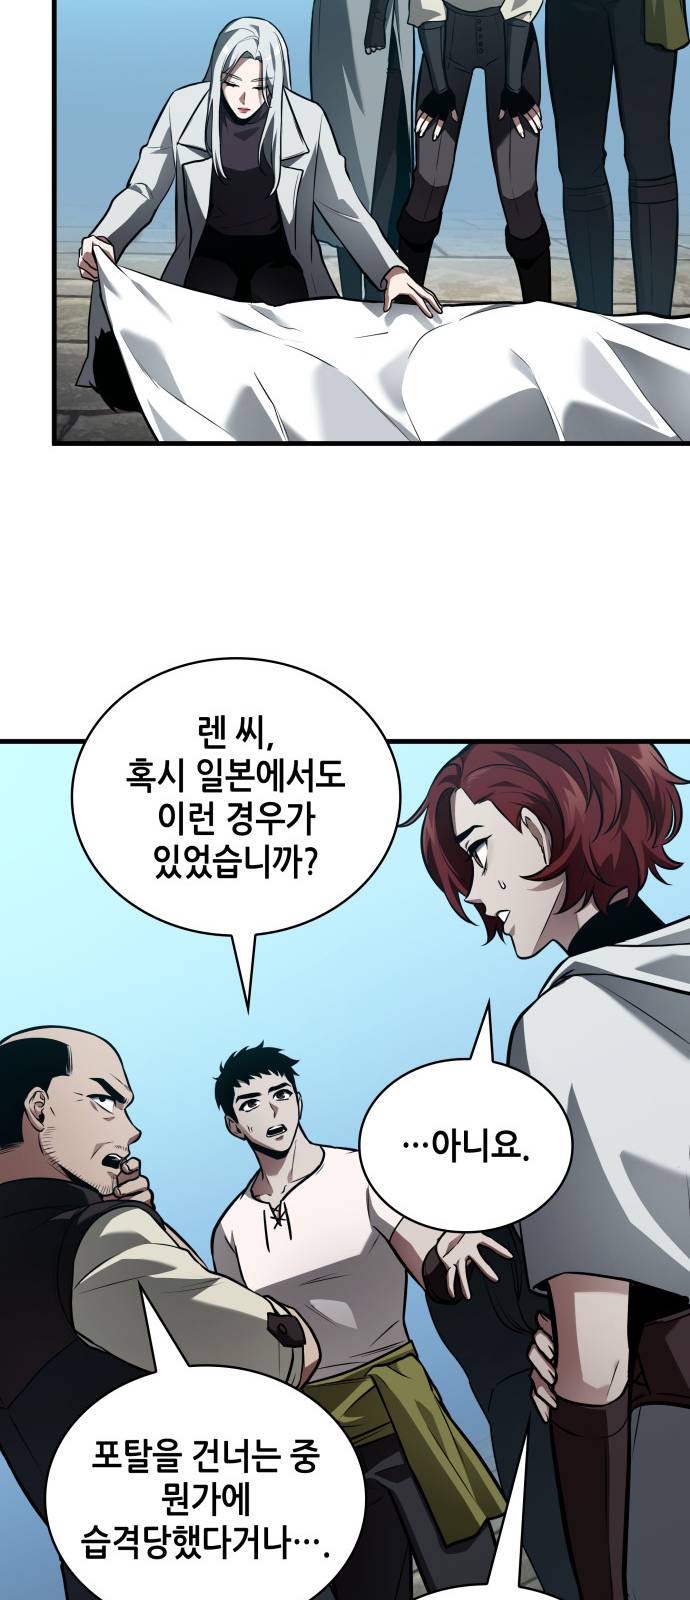 렌 씨,
혹시 일본에서도
이런 경우가
있었습니까?
…아니요.
포탈을 건너는 중
뭔가에
습격당했다거나….